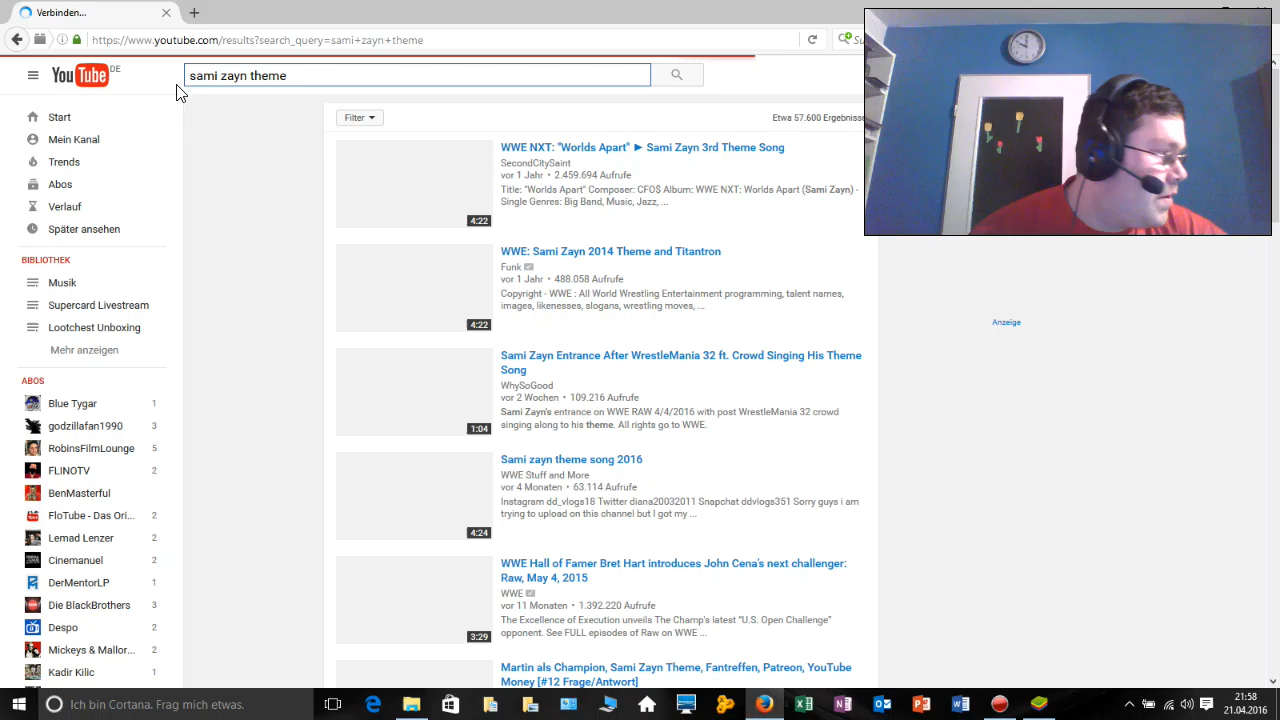 Verbinden...
https://www.youtube.com/results?search_query=sami+zayn+theme
YouTube DE
sami zayn theme
Start
Mein Kanal
Trends
Abos
Verlauf
Später ansehen
BIBLIOTHEK
Musik
Supercard Livestream
Lootchest Unboxing
Mehr anzeigen
ABOS
Blue Tygar 1
godzillafan1990 3
RobinsFilmLounge 5
FLINOTV 2
BenMasterful
FloTube - Das Ori... 2
Lemad Lenzer 2
Cinemanuel 2
DerMentorLP 1
Die BlackBrothers 3
Despo 2
Mickeys & Mallor... 2
Kadir Kilic 2
Filter
Etwa 57.600 Ergebnisse
WWE NXT: "Worlds Apart" ► Sami Zayn 3rd Theme Song
SecondCitySaint
vor 1 Jahr • 2.459.694 Aufrufe
Title: "Worlds Apart" Composer: CFO$ Album: WWE NXT: Worlds Apart (Sami Zayn) -
Single Genres: Big Band, Music, Jazz, ...
4:22
WWE: Sami Zayn 2014 Theme and Titantron
Funk
vor 1 Jahr • 488.058 Aufrufe
Copyright - WWE : All World Wrestling Entertainment programming, talent names,
images, likenesses, slogans, wrestling moves, ...
4:22
Sami Zayn Entrance After WrestleMania 32 ft. Crowd Singing His Theme
Song
WhySoGood
vor 2 Wochen • 109.216 Aufrufe
Sami Zayn's entrance on WWE RAW 4/4/2016 with post WrestleMania 32 crowd
singing along to his theme. All rights go to WWE.
1:04
Sami zayn theme song 2016
WWE Stuff and More
vor 4 Monaten • 63.114 Aufrufe
Instagram dd_vlogs18 Twitter diana20032011 Snapchat ddvlogs351 Sorry guys i am
trying to upload on this channel but I got my ...
4:24
WWE Hall of Famer Bret Hart introduces John Cena's next challenger:
Raw, May 4, 2015
WWE
vor 11 Monaten • 1.392.220 Aufrufe
The Excellence of Execution unveils The Champ's latest "U.S. Open Challenge"
opponent. See FULL episodes of Raw on WWE ...
3:29
Martin als Champion, Sami Zayn Theme, Fantreffen, Patreon, YouTube
Money [#12 Frage/Antwort]
Anzeige
Ich bin Cortana. Frag mich etwas.
21:58
21.04.2016